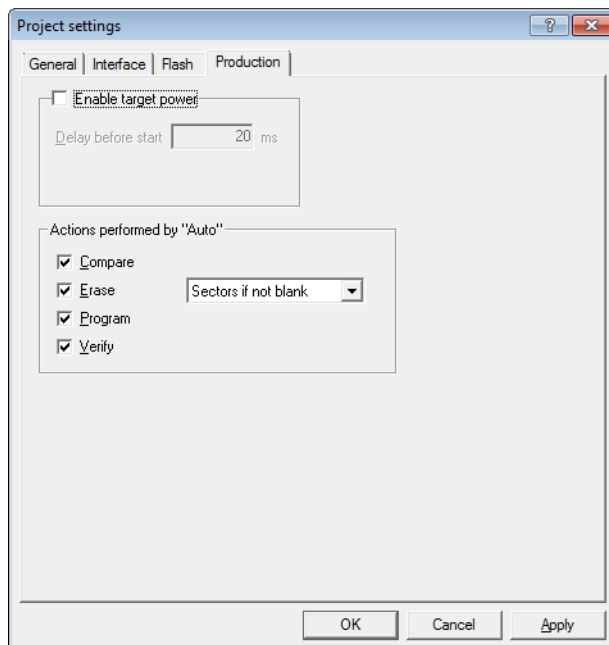 Project settings
General Interface Flash Production
Enable target power
Delay before start 20 ms
Actions performed by "Auto"
Compare
Erase Sectors if not blank
Program
Verify
OK Cancel Apply